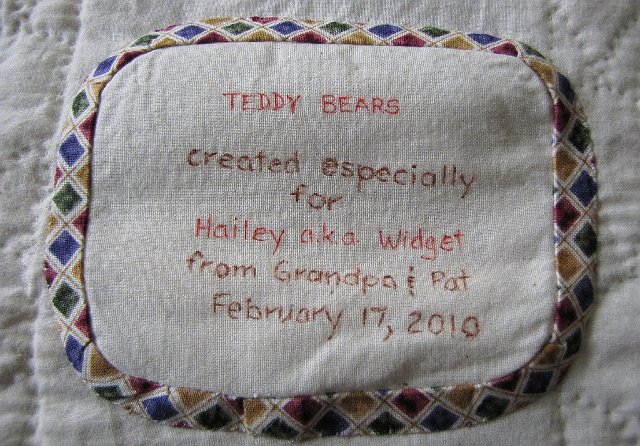 TEDDY BEARS
created especially
for
Hailey a.k.a Widget
from Grandpa & Pat
February 17, 2010